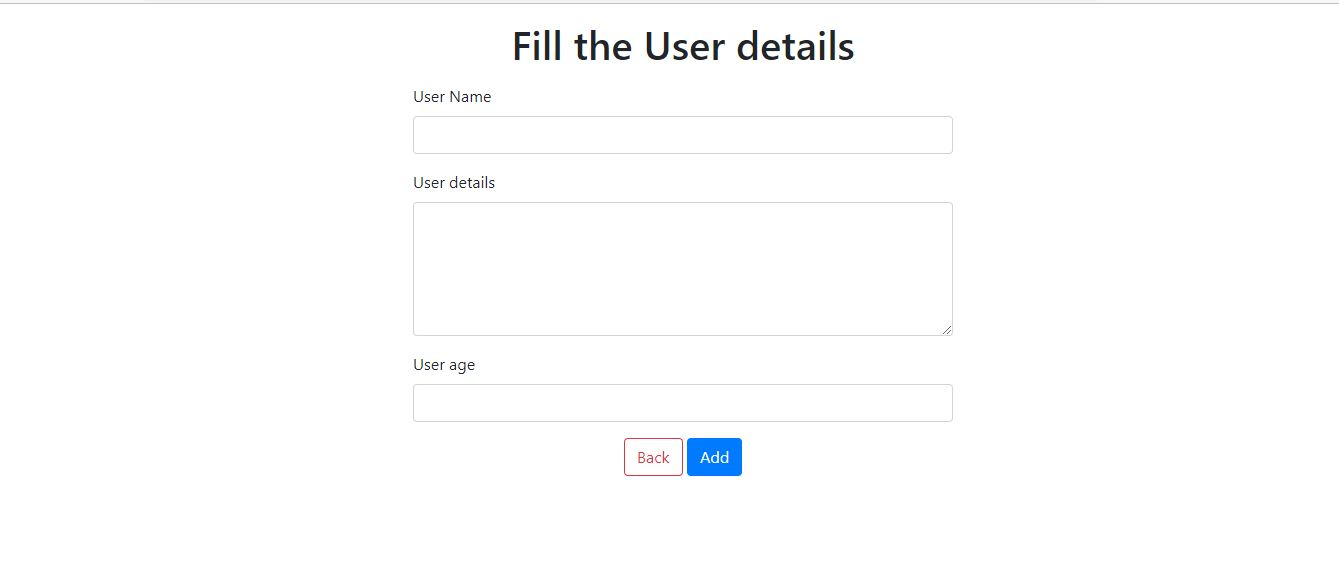 Fill the User details
User Name
User details
User age
Back Add